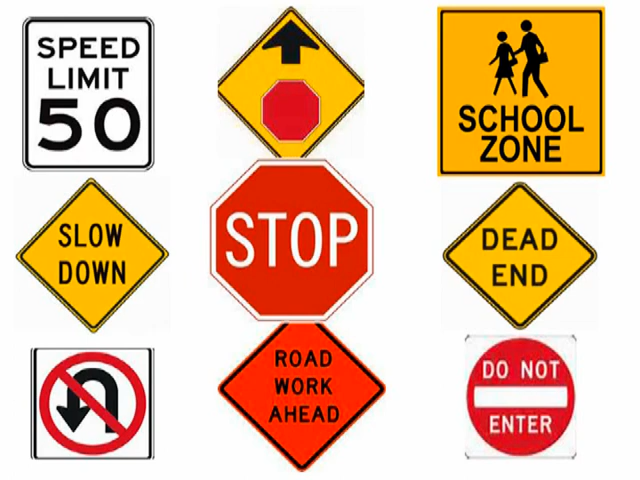 SPEED
LIMIT
50
SCHOOL
ZONE
SLOW
DOWN
STOP
DEAD
END
ROAD
WORK
AHEAD
DO NOT
ENTER